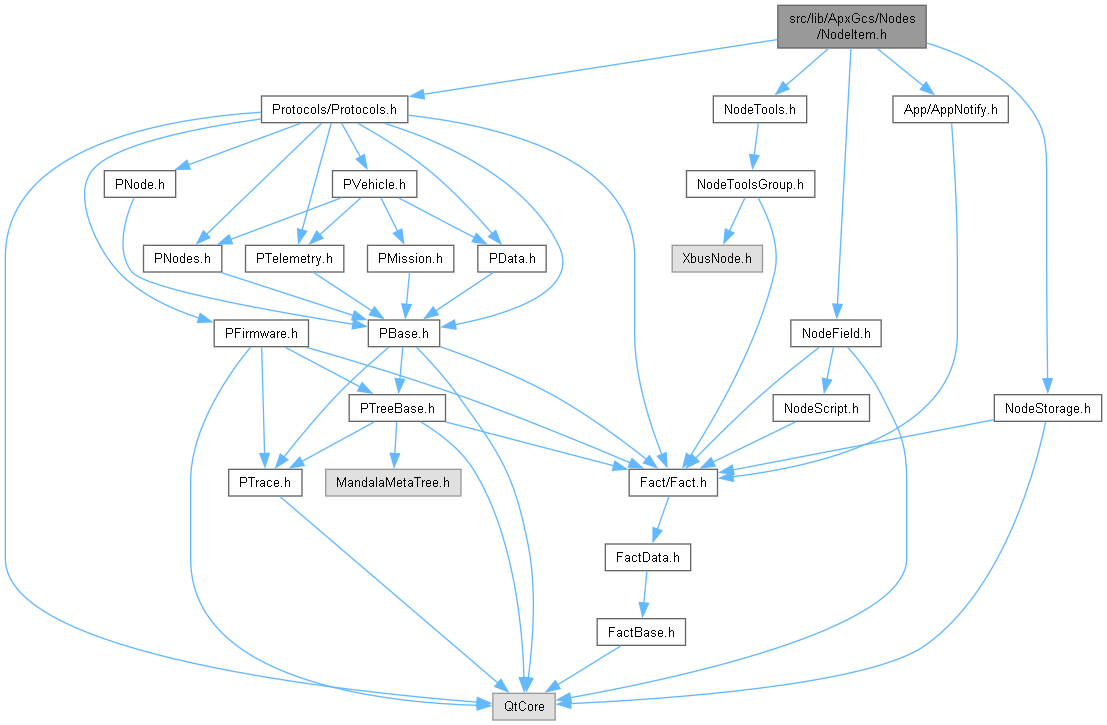 src/lib/ApxGcs/Nodes
/NodeItem.h
Protocols/Protocols.h
NodeTools.h
App/AppNotify.h
PNode.h
PVehicle.h
NodeToolsGroup.h
PNodes.h
PTelemetry.h
PMission.h
PData.h
XbusNode.h
PFirmware.h
PBase.h
NodeField.h
PTreeBase.h
NodeScript.h
NodeStorage.h
PTrace.h
MandalaMetaTree.h
Fact/Fact.h
FactData.h
FactBase.h
QtCore